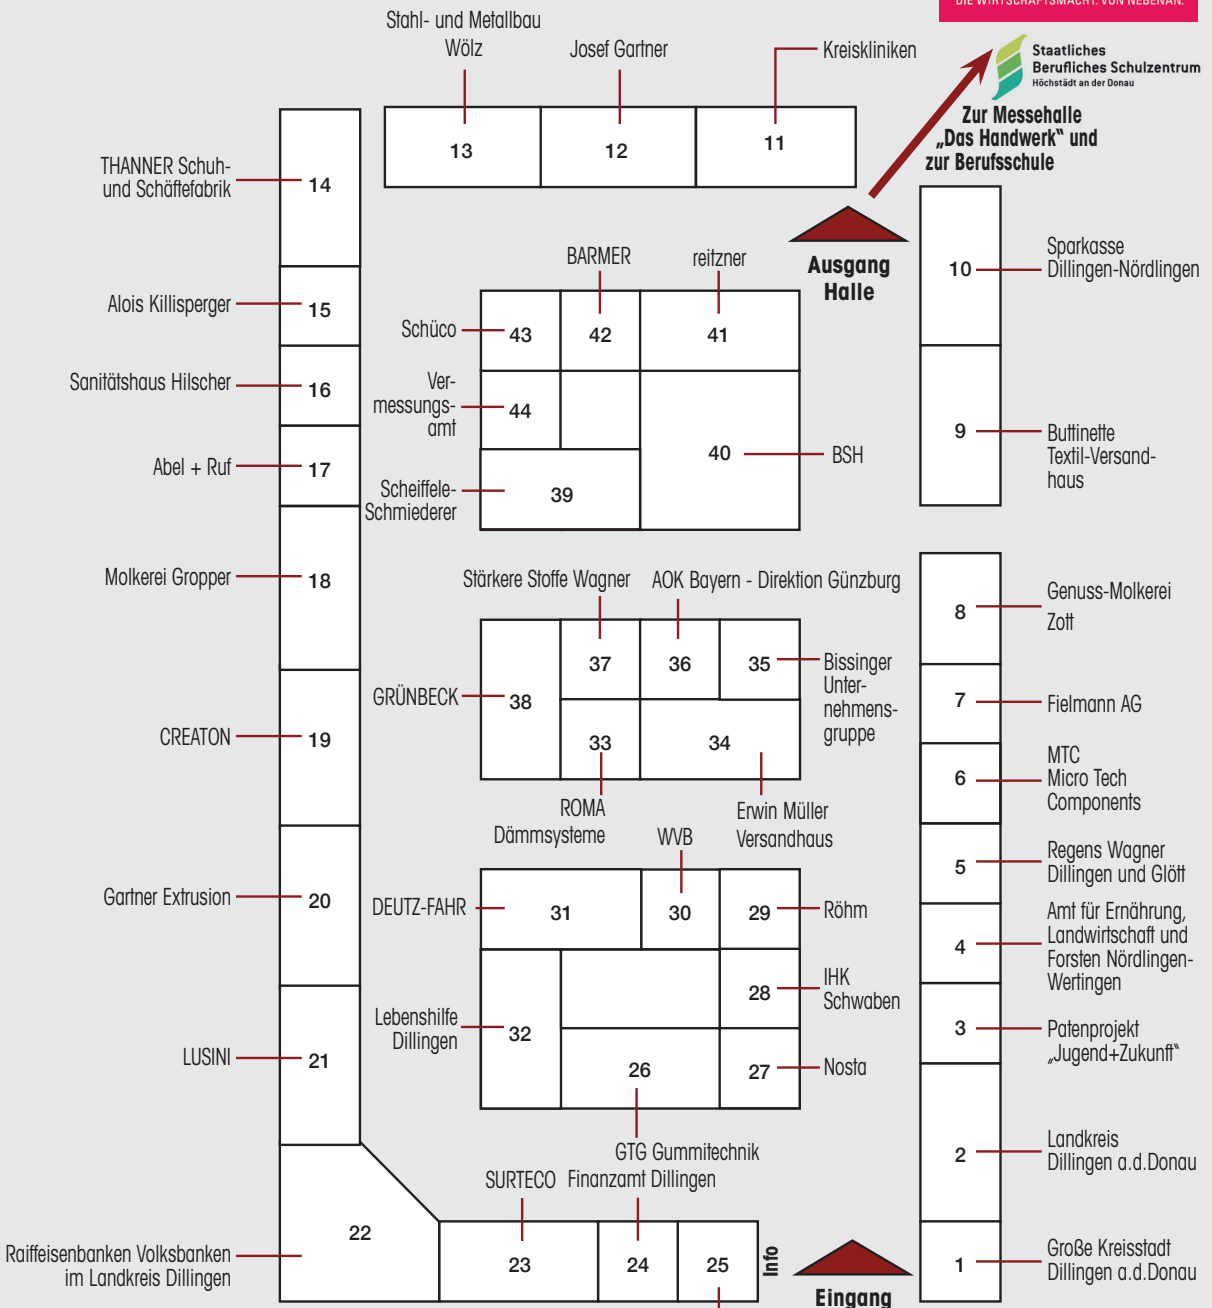 DIE WIRTSCHAFTSMACHT. VON NEBENAN.
Staatliches
Berufliches Schulzentrum
Höchstädt an der Donau
Zur Messehalle
„Das Handwerk“ und
zur Berufsschule
Stahl- und Metallbau
Wölz
Josef Gartner
Kreiskliniken
13
12
11
THANNER Schuh-
und Schäftefabrik
14
Alois Killisperger
15
Sanitätshaus Hilscher
16
Abel + Ruf
17
Molkerei Gropper
18
CREATON
19
Gartner Extrusion
20
LUSINI
21
Raiffeisenbanken Volksbanken
im Landkreis Dillingen
22
Ausgang
Halle
BARMER
reitzner
Schüco
43
42
41
Ver-
messungs-
amt
44
40
BSH
Scheiffele-
Schmiederer
39
Stärkere Stoffe Wagner
AOK Bayern - Direktion Günzburg
37
36
35
Bissinger
Unter-
nehmens-
gruppe
GRÜNBECK
38
33
34
ROMA
Dämmsysteme
Erwin Müller
Versandhaus
WVB
DEUTZ-FAHR
31
30
29
Röhm
28
IHK
Schwaben
Lebenshilfe
Dillingen
32
26
27
Nosta
GTG Gummitechnik
SURTECO
Finanzamt Dillingen
23
24
25
Info
Eingang
10
Sparkasse
Dillingen-Nördlingen
9
Buttinette
Textil-Versand-
haus
8
Genuss-Molkerei
Zott
7
Fielmann AG
6
MTC
Micro Tech
Components
5
Regens Wagner
Dillingen und Glött
4
Amt für Ernährung,
Landwirtschaft und
Forsten Nördlingen-
Wertingen
3
Patenprojekt
„Jugend+Zukunft“
2
Landkreis
Dillingen a.d.Donau
1
Große Kreisstadt
Dillingen a.d.Donau